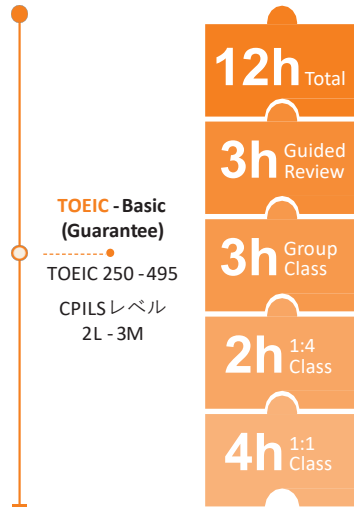 TOEIC - Basic
(Guarantee)
TOEIC 250 - 495
CPILSレベル
2L - 3M
12h Total
3h Guided
Review
3h Group
Class
2h 1:4
Class
4h 1:1
Class